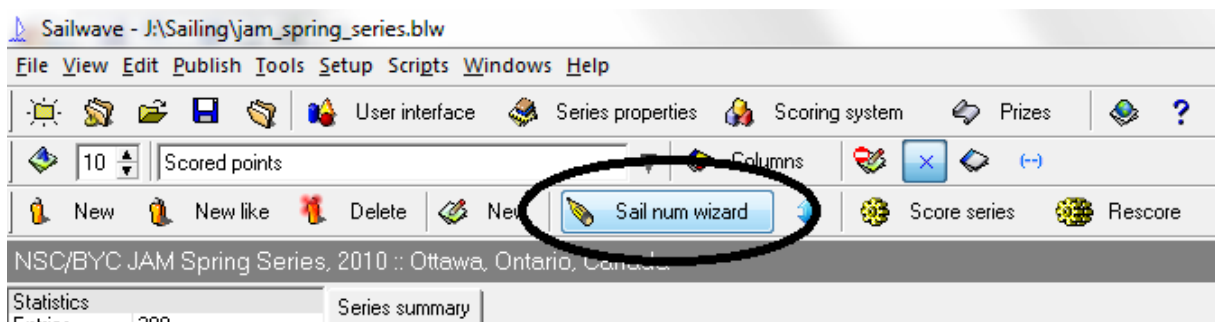 Sailwave - J:\Sailing\jam_spring_series.blw
File View Edit Publish Tools Setup Scripts Windows Help
User interface Series properties Scoring system Prizes ?
10 Scored points Columns (--)
New New like Delete New Sail num wizard Score series Rescore
NSC/BYC JAM Spring Series, 2010 :: Ottawa, Ontario, Canada
Statistics Series summary
Entries